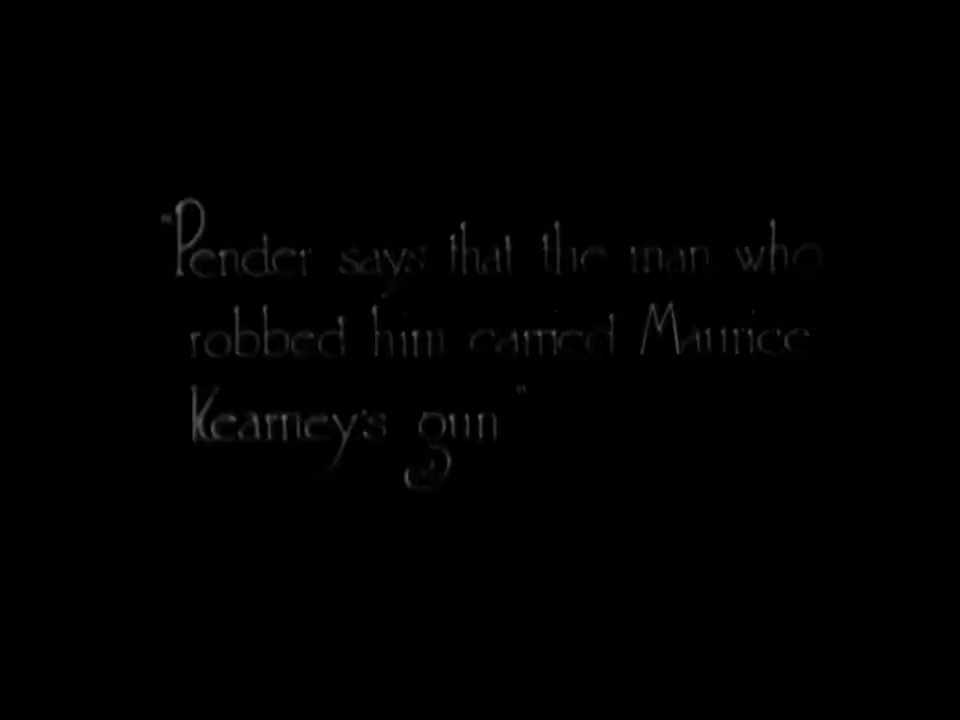 "Pender says that the man who
robbed him carried Maurice
Kearney's gun"